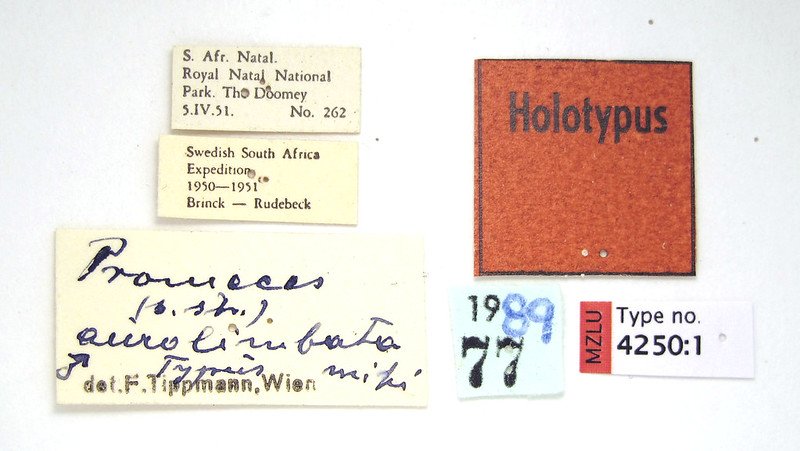 S. Afr. Natal.
Royal Natal National
Park. The Doomey
5.IV.51. No. 262
Swedish South Africa
Expedition
1950—1951
Brinck — Rudebeck
Promeces
(s. str.)
aurolimbata
♂ Typus mihi
det.F.Tippmann,Wien
Holotypus
1989
77
MZLU
Type no.
4250:1